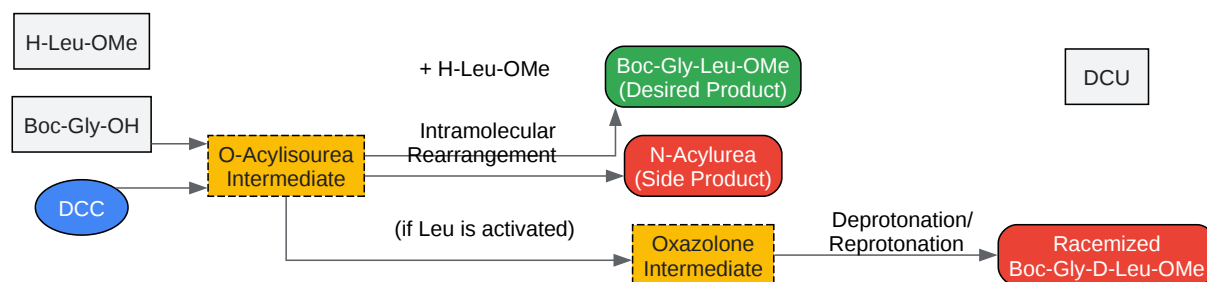 H-Leu-OMe
+ H-Leu-OMe
Boc-Gly-Leu-OMe
(Desired Product)
DCU
Boc-Gly-OH
Intramolecular
Rearrangement
O-Acylisourea
Intermediate
N-Acylurea
(Side Product)
DCC
(if Leu is activated)
Oxazolone
Intermediate
Deprotonation/
Reprotonation
Racemized
Boc-Gly-D-Leu-OMe